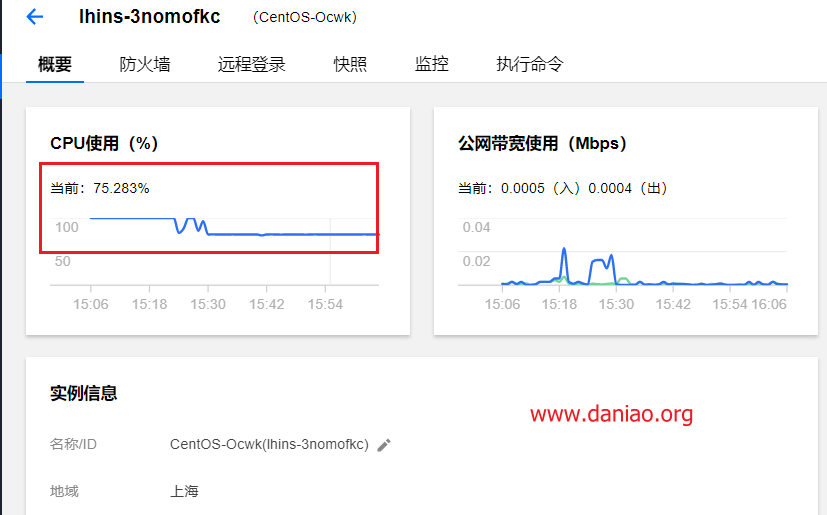 lhins-3nomofkc （CentOS-Ocwk)
概要 防火墙 远程登录 快照 监控 执行命令
CPU使用（%）
当前：75.283%
100
50
15:06 15:18 15:30 15:42 15:54
公网带宽使用（Mbps）
当前：0.0005（入）0.0004（出）
0.04
0.02
15:06 15:18 15:30 15:42 15:54 16:06
实例信息
www.daniao.org
名称/ID CentOS-Ocwk(lhins-3nomofkc)
地域 上海